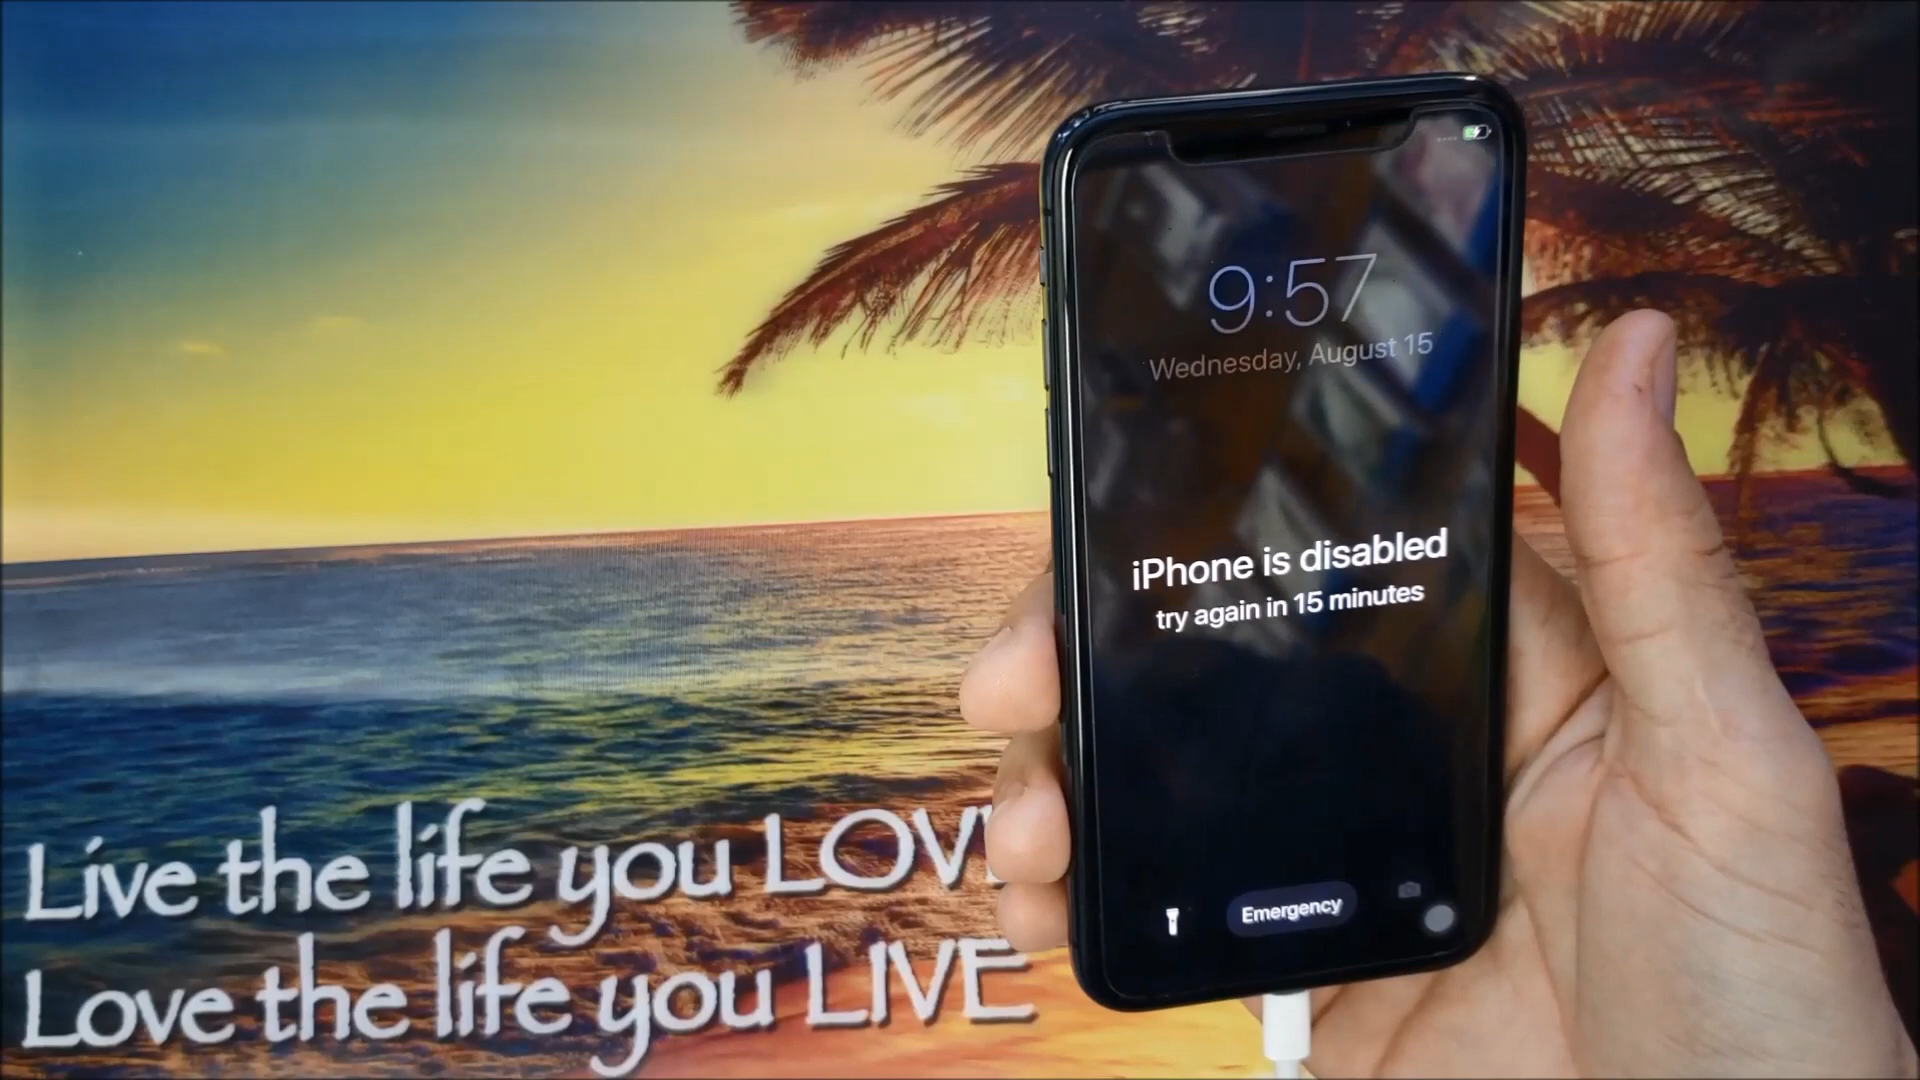 9:57
Wednesday, August 15
iPhone is disabled
try again in 15 minutes
Emergency
Live the life you LOV
Love the life you LIVE